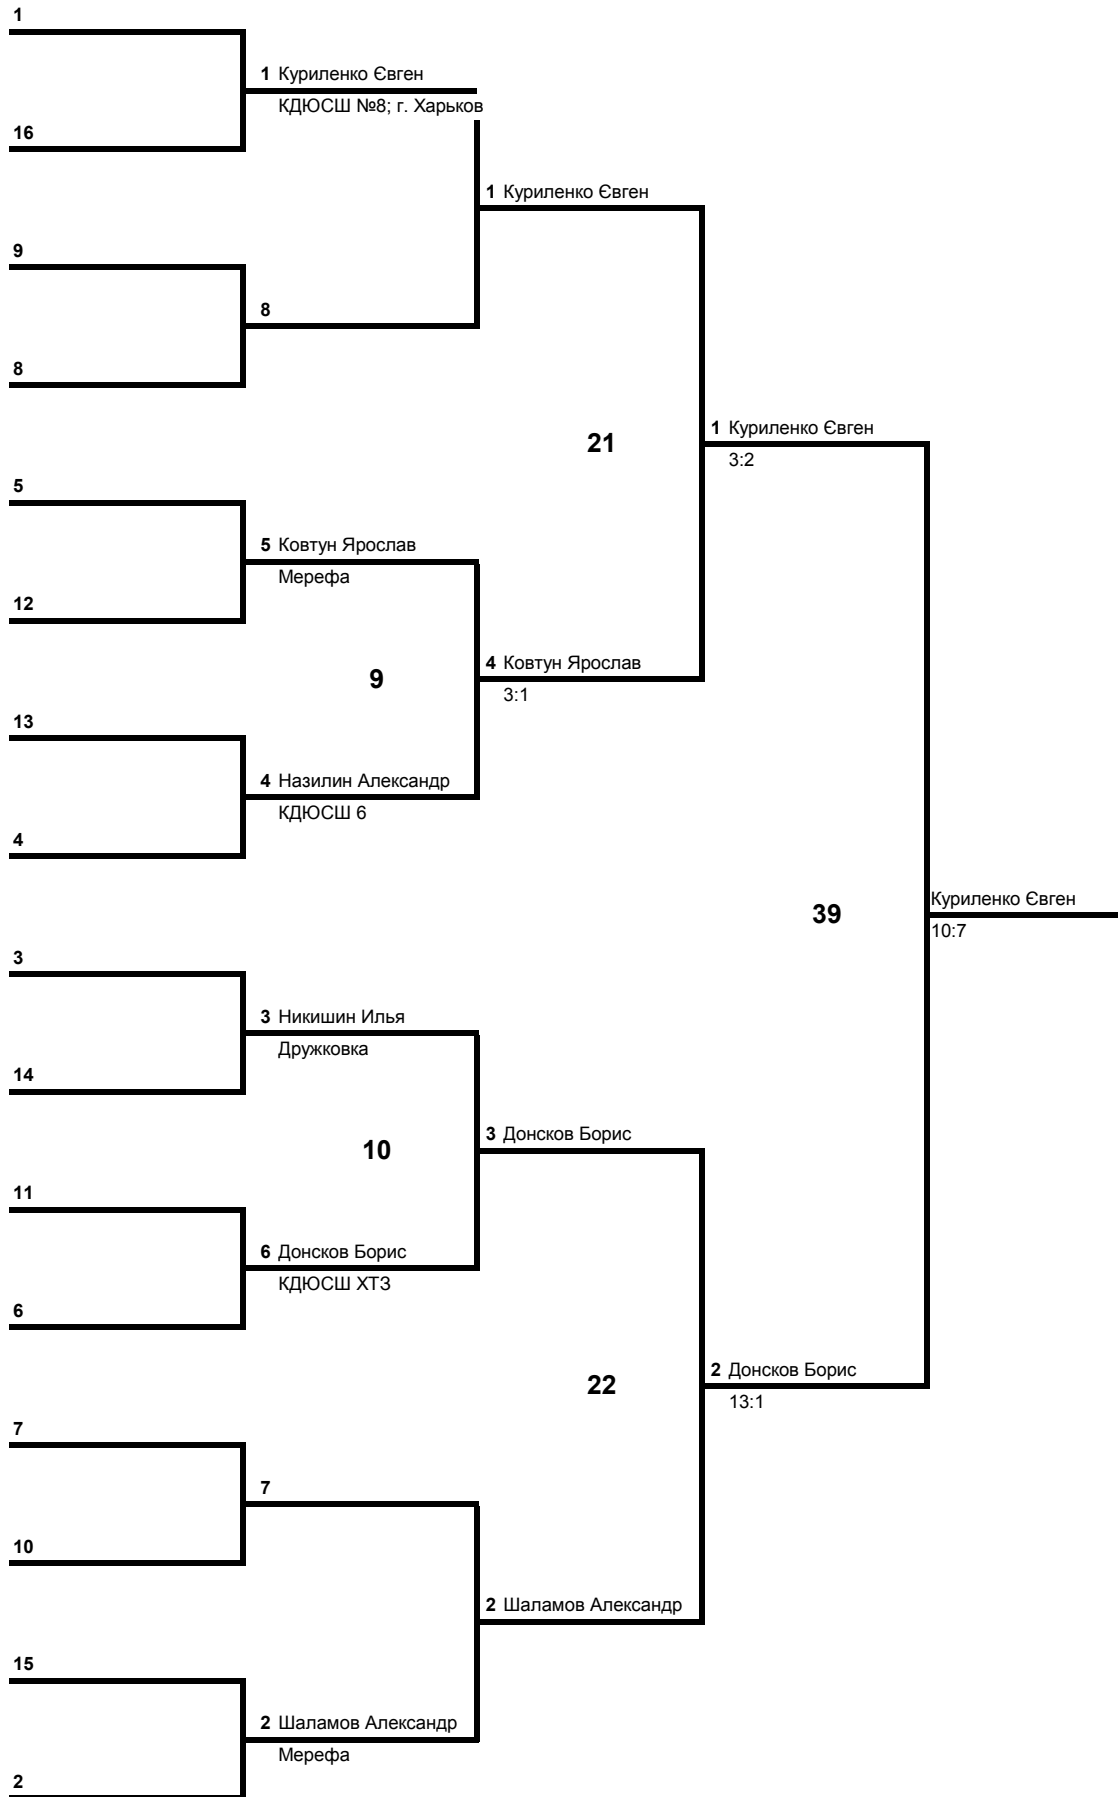 1
1 Куриленко Євген
КДЮСШ №8; г. Харьков
16
1 Куриленко Євген
9
8
8
21
1 Куриленко Євген
3:2
5
5 Ковтун Ярослав
Мерефа
12
4 Ковтун Ярослав
3:1
9
13
4 Назилин Александр
КДЮСШ 6
4
39
Куриленко Євген
10:7
3
3 Никишин Илья
Дружковка
14
3 Донсков Борис
10
11
6 Донсков Борис
КДЮСШ ХТЗ
6
22
2 Донсков Борис
13:1
7
7
10
2 Шаламов Александр
15
2 Шаламов Александр
Мерефа
2